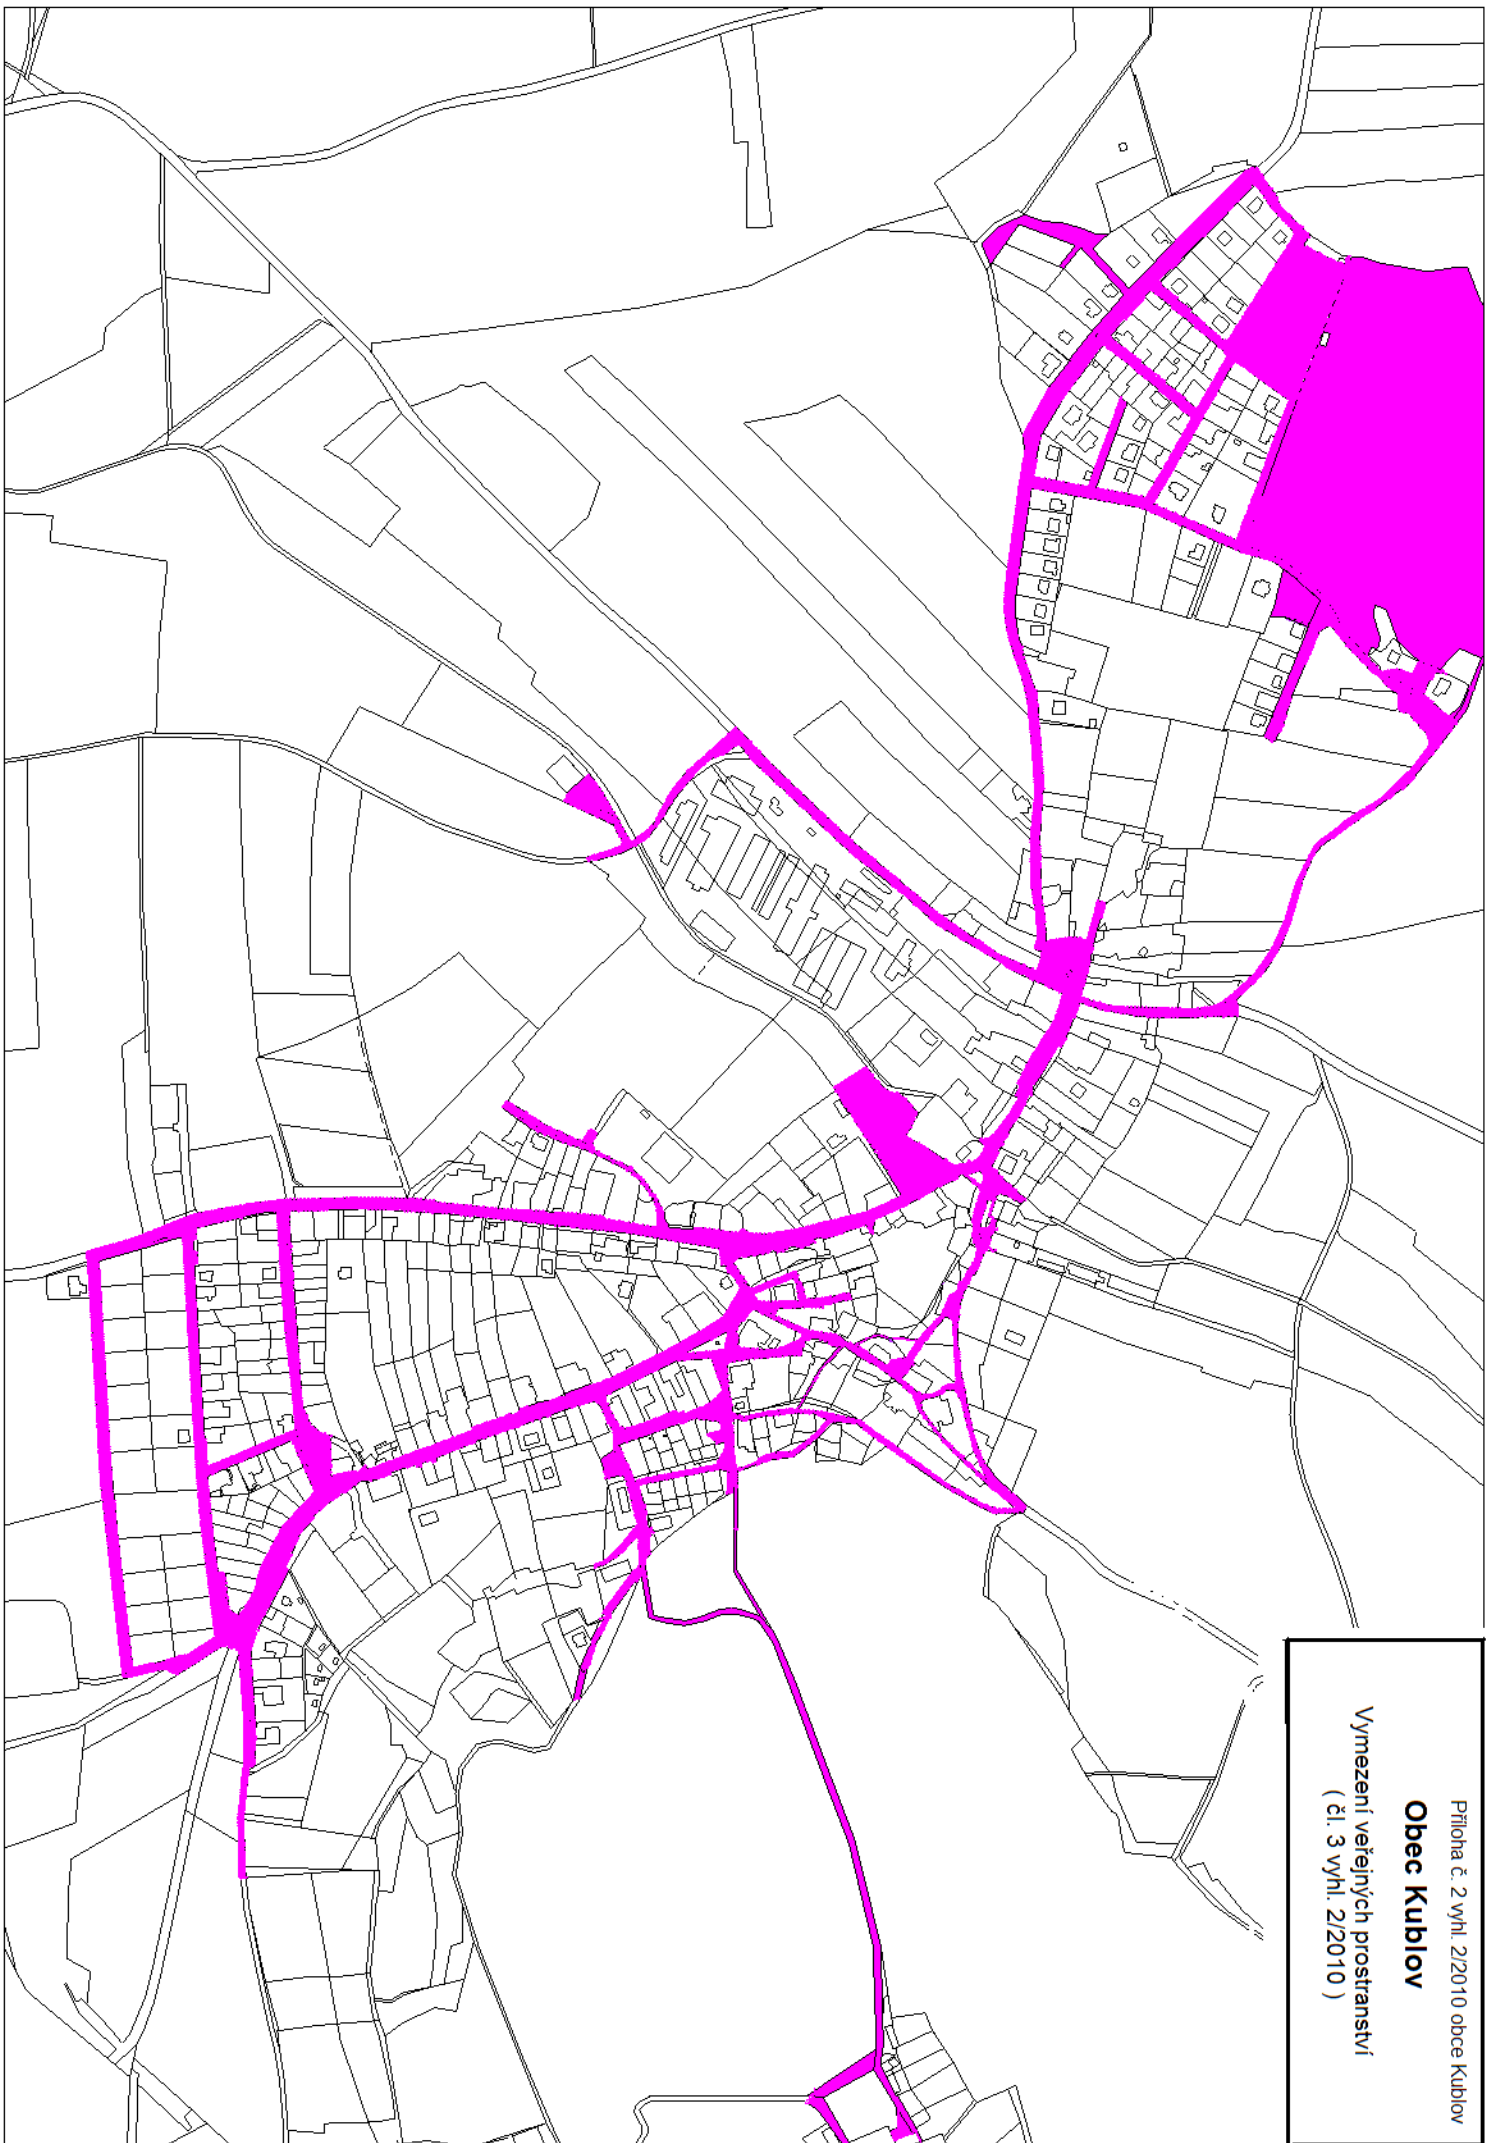 Příloha č. 2 vyhl. 2/2010 obce Kublov
Obec Kublov
Vymezení veřejných prostranství
( čl. 3 vyhl. 2/2010 )